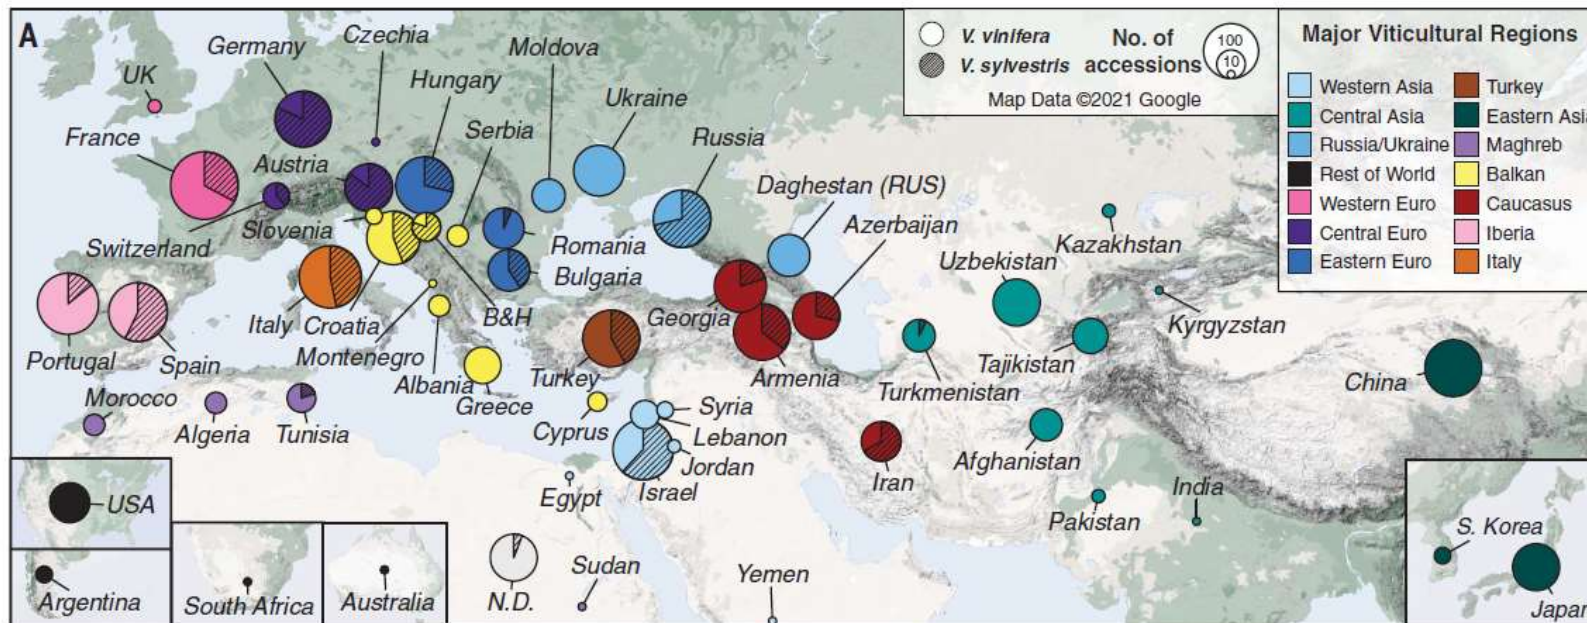 A
V. vinifera
V. sylvestris
No. of
accessions
100
10
Map Data ©2021 Google
Major Viticultural Regions
Western Asia
Central Asia
Russia/Ukraine
Rest of World
Western Euro
Central Euro
Eastern Euro
Turkey
Eastern Asia
Maghreb
Balkan
Caucasus
Iberia
Italy
Germany
Czechia
Moldova
UK
Hungary
Ukraine
France
Serbia
Austria
Russia
Daghestan (RUS)
Switzerland
Slovenia
Romania
Azerbaijan
Kazakhstan
Bulgaria
Uzbekistan
Italy
Croatia
B&H
Georgia
Kyrgyzstan
Portugal
Spain
Montenegro
Albania
Turkey
Armenia
Tajikistan
Turkmenistan
China
Morocco
Greece
Algeria
Tunisia
Cyprus
Syria
Lebanon
Jordan
Afghanistan
Iran
Israel
Egypt
India
Pakistan
USA
S. Korea
Sudan
Yemen
N.D.
Argentina
South Africa
Australia
Japan